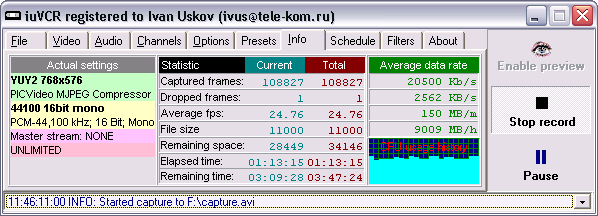 iuVCR registered to Ivan Uskov (ivus@tele-kom.ru)
File Video Audio Channels Options Presets Info Schedule Filters About
Actual settings
YUY2 768x576
PICVideo MJPEG Compressor
44100 16bit mono
PCM-44,100 kHz; 16 Bit; Mono
Master stream: NONE
UNLIMITED
Statistic Current Total
Captured frames: 108827 108827
Dropped frames: 1 1
Average fps: 24.76 24.76
File size 11000 11000
Remaining space: 28449 34146
Elapsed time: 01:13:15 01:13:15
Remaining time: 03:09:28 03:47:24
Average data rate
20500 Kb/s
2562 KB/s
150 MB/m
9009 MB/h
Enable preview
Stop record
Pause
11:46:11:00 INFO: Started capture to F:\capture.avi